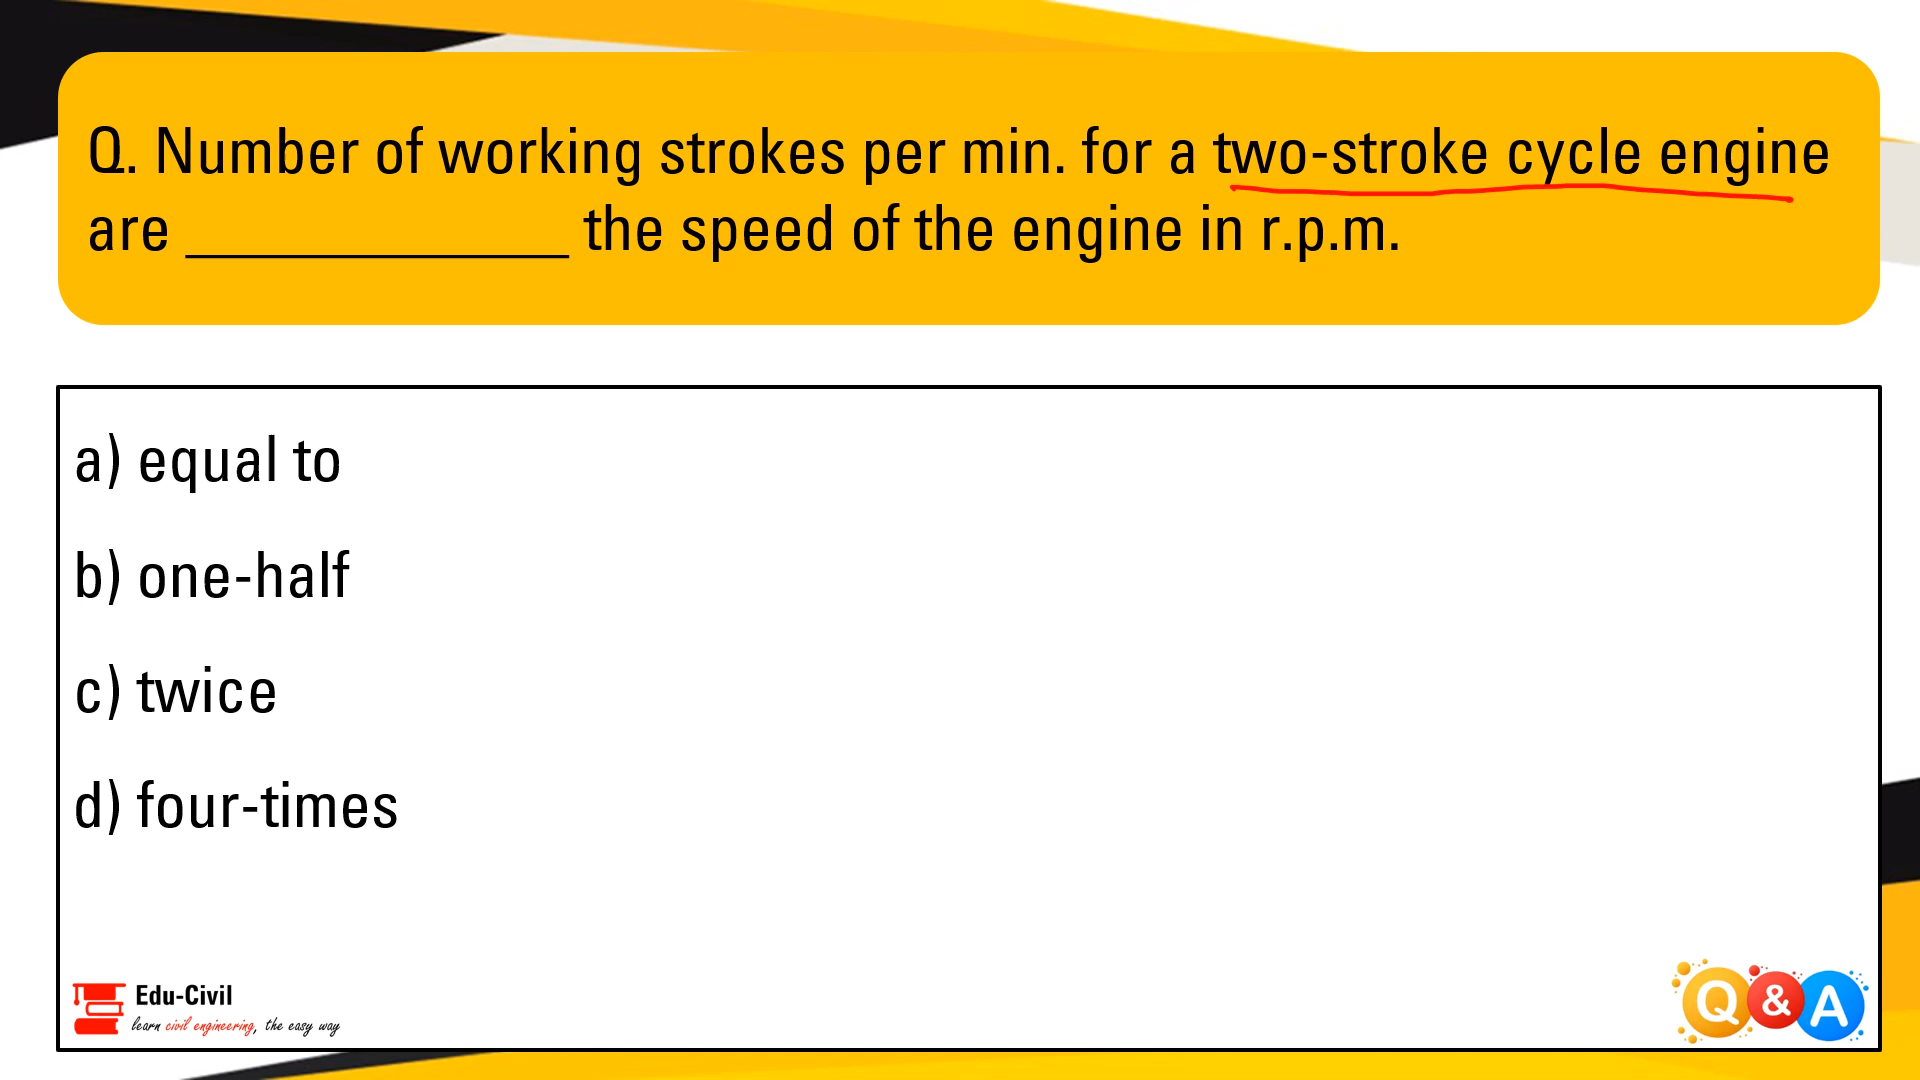 Q. Number of working strokes per min. for a two-stroke cycle engine
are ____________ the speed of the engine in r.p.m.
a) equal to
b) one-half
c) twice
d) four-times
Edu-Civil
learn civil engineering, the easy way
Q&A